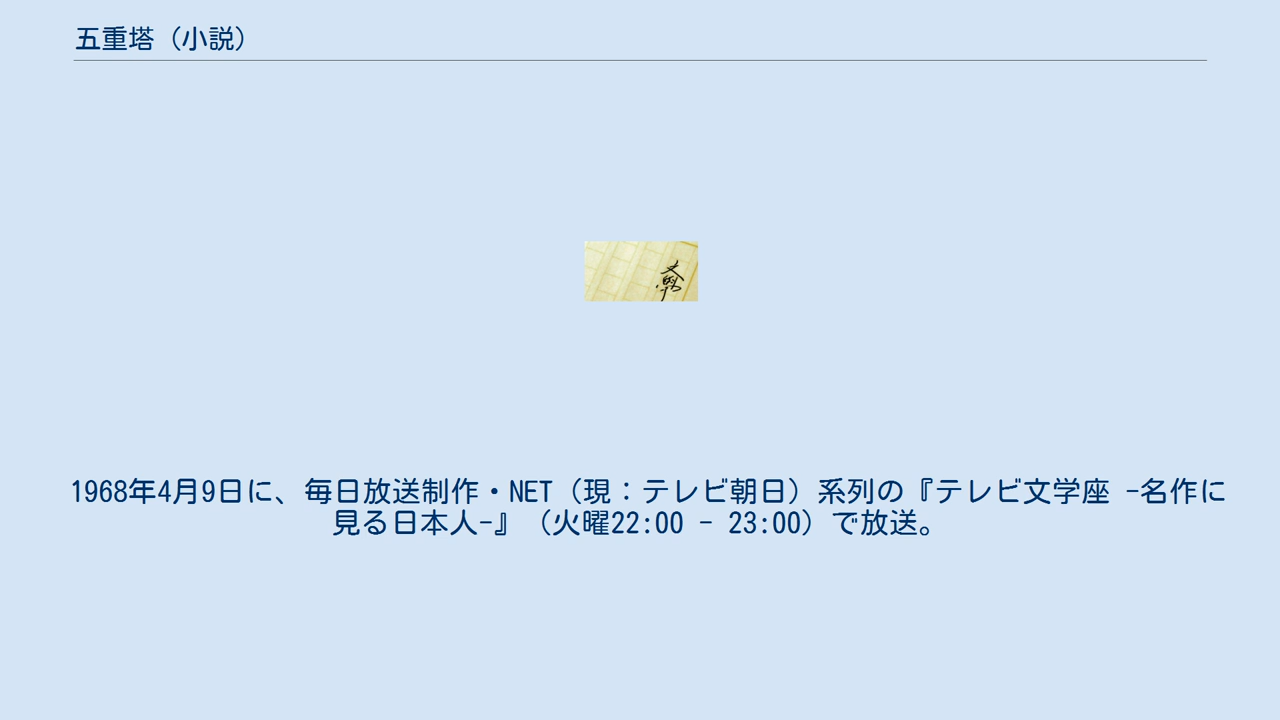 五重塔（小説）
1968年4月9日に、毎日放送制作・NET（現：テレビ朝日）系列の『テレビ文学座 -名作に
見る日本人-』（火曜22:00 - 23:00）で放送。